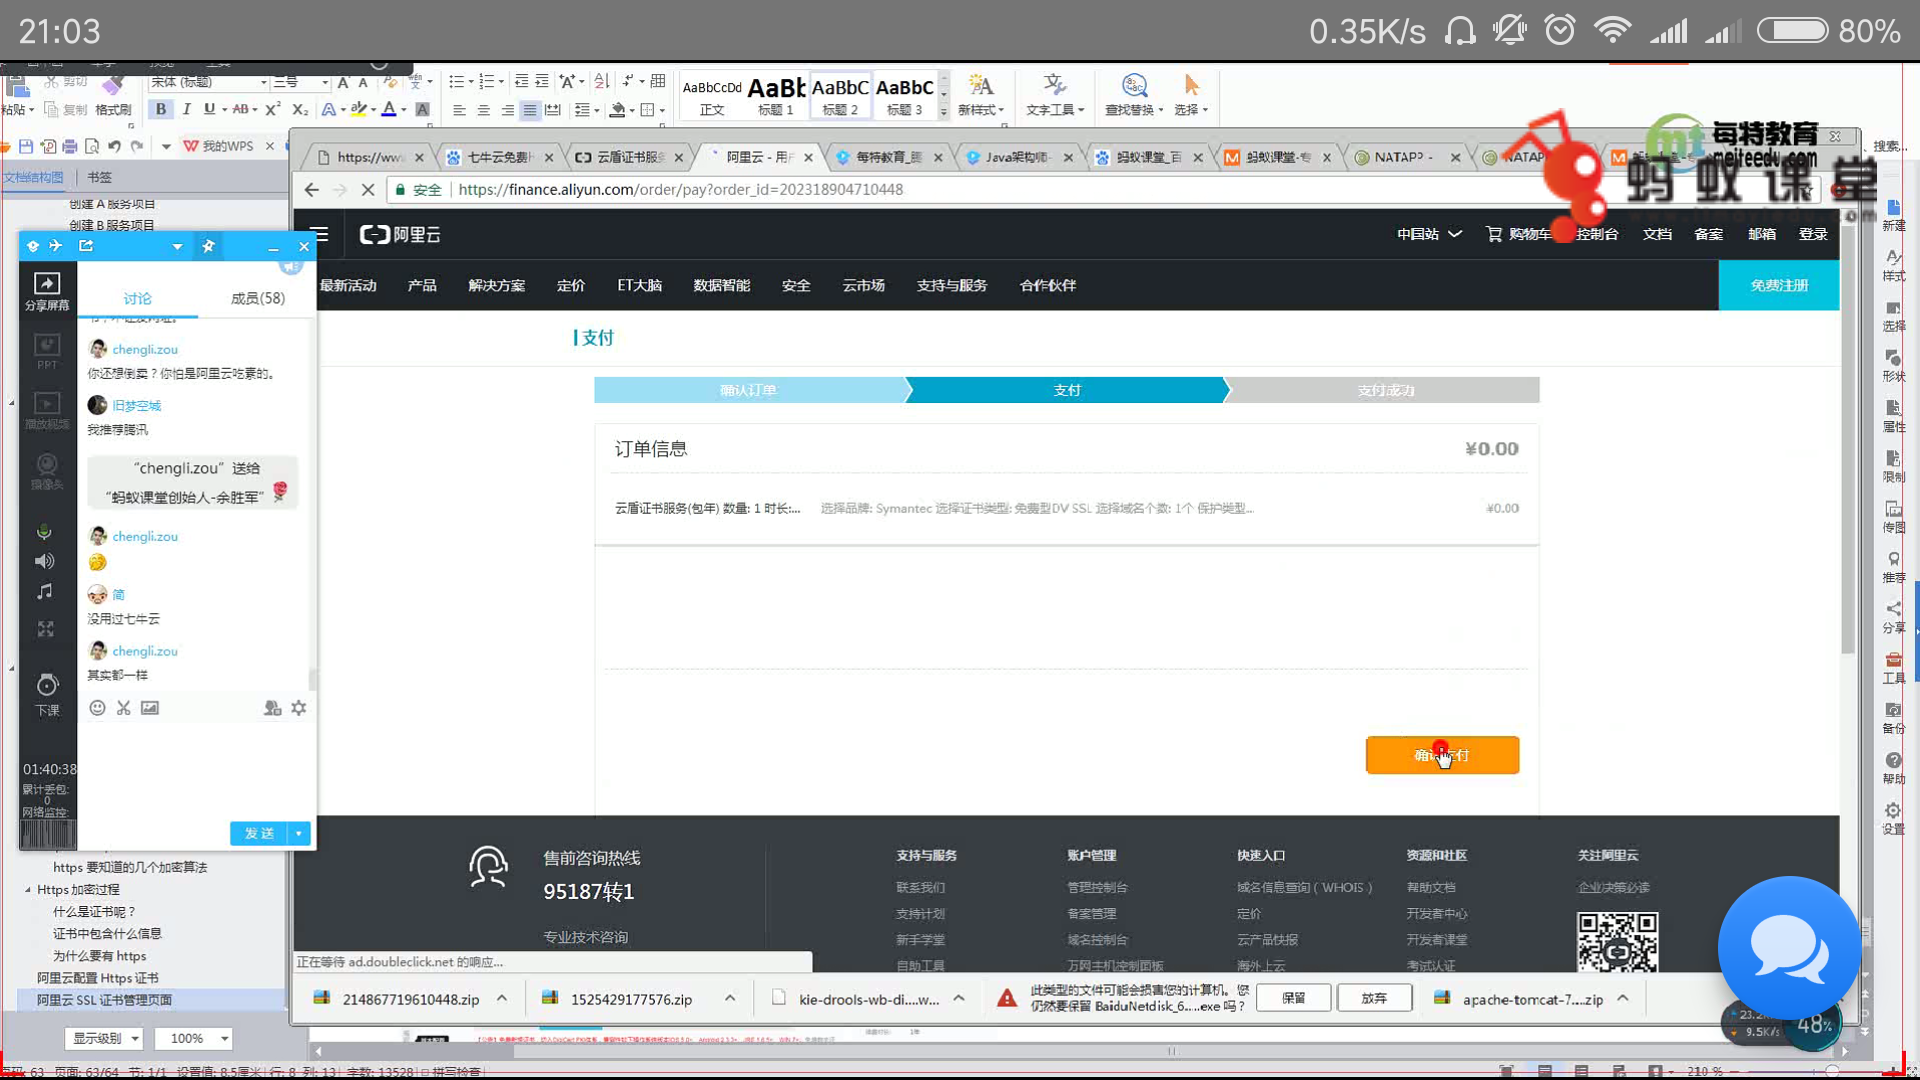 21:03
0.35K/s
80%
剪切
宋体 (标题)
三号
粘贴
复制
格式刷
AaBbCcDd
正文
AaBb
标题 1
AaBbC
标题 2
AaBbC
标题 3
新样式
文字工具
查找替换
选择
每特教育
meiteedu.com
蚂蚁课堂
我的WPS
搜索...
https://ww
七牛云免费
云盾证书服务
阿里云 - 用户
每特教育_
Java架构师-
蚂蚁课堂_百
蚂蚁课堂-专
NATAPP -
NATAPP
文档结构图
书签
安全
https://finance.aliyun.com/order/pay?order_id=202318904710448
创建 A 服务项目
创建 B 服务项目
阿里云
中国站
购物车
控制台
文档
备案
邮箱
登录
最新活动
产品
解决方案
定价
ET大脑
数据智能
安全
云市场
支持与服务
合作伙伴
免费注册
分享屏幕
讨论
成员(58)
PPT
播放视频
摄像头
chengli.zou
你还想倒卖？你怕是阿里云吃素的。
旧梦空城
我推荐腾讯
“chengli.zou”送给
“蚂蚁课堂创始人-余胜军”
chengli.zou
简
没用过七牛云
chengli.zou
其实都一样
下课
01:40:38
累计丢包:
0
网络监控:
发 送
支付
确认订单
支付
支付成功
订单信息
¥0.00
云盾证书服务(包年) 数量: 1 时长:...
选择品牌: Symantec 选择证书类型: 免费型DV SSL 选择域名个数: 1个 保护类型...
¥0.00
确认支付
新建
样式
选择
形状
属性
限制
传图
推荐
分享
工具
备份
帮助
设置
https 要知道的几个加密算法
Https 加密过程
什么是证书呢？
证书中包含什么信息
为什么要有 https
阿里云配置 Https 证书
阿里云 SSL 证书管理页面
售前咨询热线
95187转1
专业技术咨询
支持与服务
联系我们
支持计划
新手学堂
自助工具
账户管理
管理控制台
备案管理
域名控制台
万网主机控制面板
快速入口
域名信息查询（WHOIS）
定价
云产品快报
海外上云
资源和社区
帮助文档
开发者中心
开发者课堂
考试认证
关注阿里云
企业决策必读
正在等待 ad.doubleclick.net 的响应...
214867719610448.zip
1525429177576.zip
kie-drools-wb-di....w...
此类型的文件可能会损害您的计算机。您
仍然要保留 BaiduNetdisk_6....exe 吗？
保留
放弃
apache-tomcat-7....zip
9.5K/s
48%
显示级别
100%
页面: 63/64
节: 1/1
设置值: 8.5厘米
行: 8
列: 13
字数: 13528
拼写检查
210 %